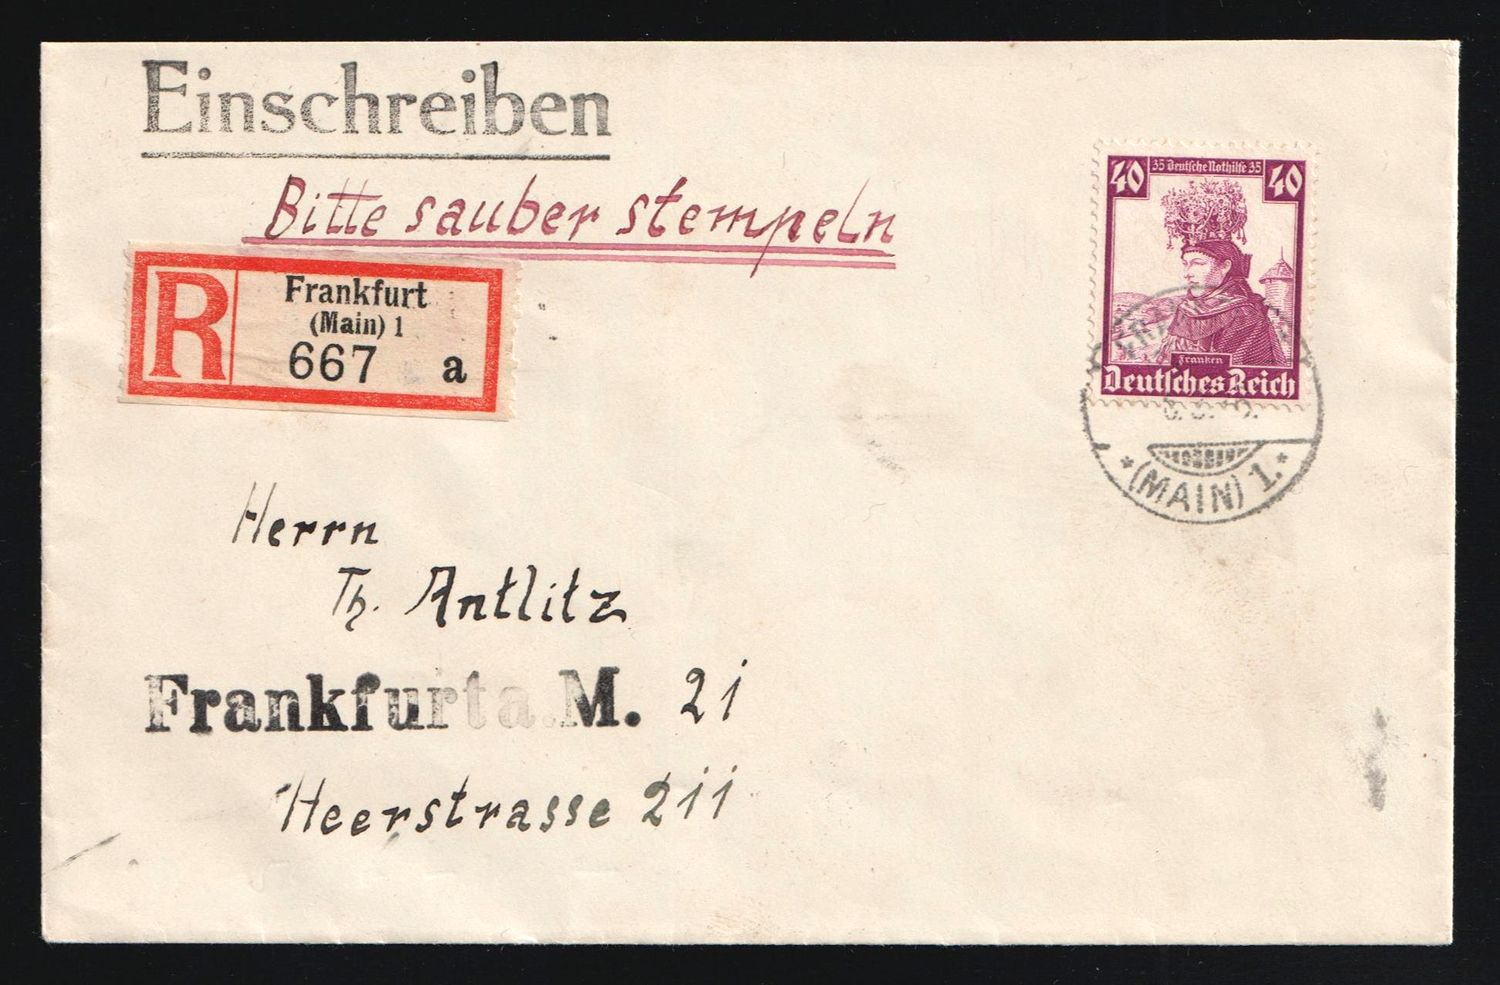 Einschreiben
Bitte sauber stempeln
R
Frankfurt
(Main) 1
667 a
40 35 Deutsche Nothilfe 35 40
Franken
Deutsches Reich
* (MAIN) 1. *
Herrn
Th. Antlitz
Frankfurt a. M. 21
Heerstrasse 211